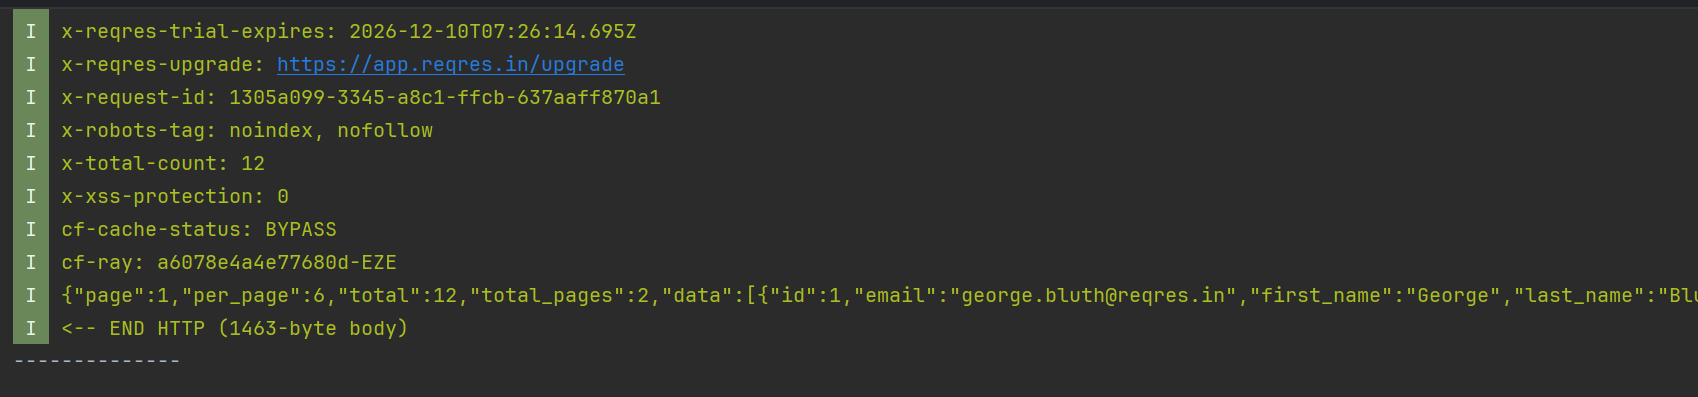 I x-reqres-trial-expires: 2026-12-10T07:26:14.695Z
I x-reqres-upgrade: https://app.reqres.in/upgrade
I x-request-id: 1305a099-3345-a8c1-ffcb-637aaff870a1
I x-robots-tag: noindex, nofollow
I x-total-count: 12
I x-xss-protection: 0
I cf-cache-status: BYPASS
I cf-ray: a6078e4a4e77680d-EZE
I {"page":1,"per_page":6,"total":12,"total_pages":2,"data":[{"id":1,"email":"george.bluth@reqres.in","first_name":"George","last_name":"Blu
I <-- END HTTP (1463-byte body)
--------------